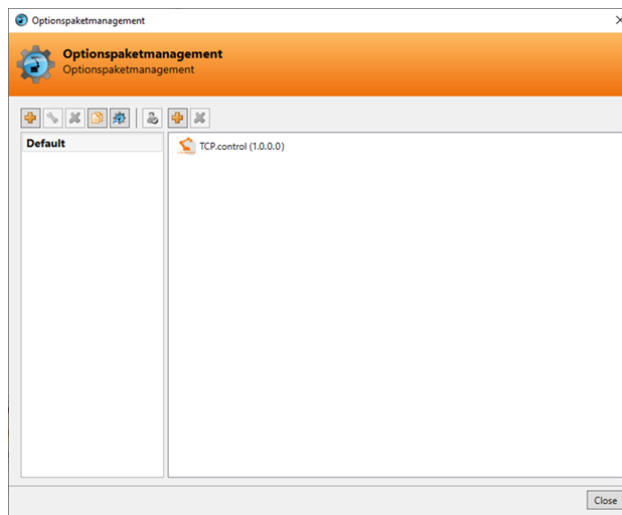 Optionspaketmanagement
Optionspaketmanagement
Optionspaketmanagement
Default
TCP.control (1.0.0.0)
Close